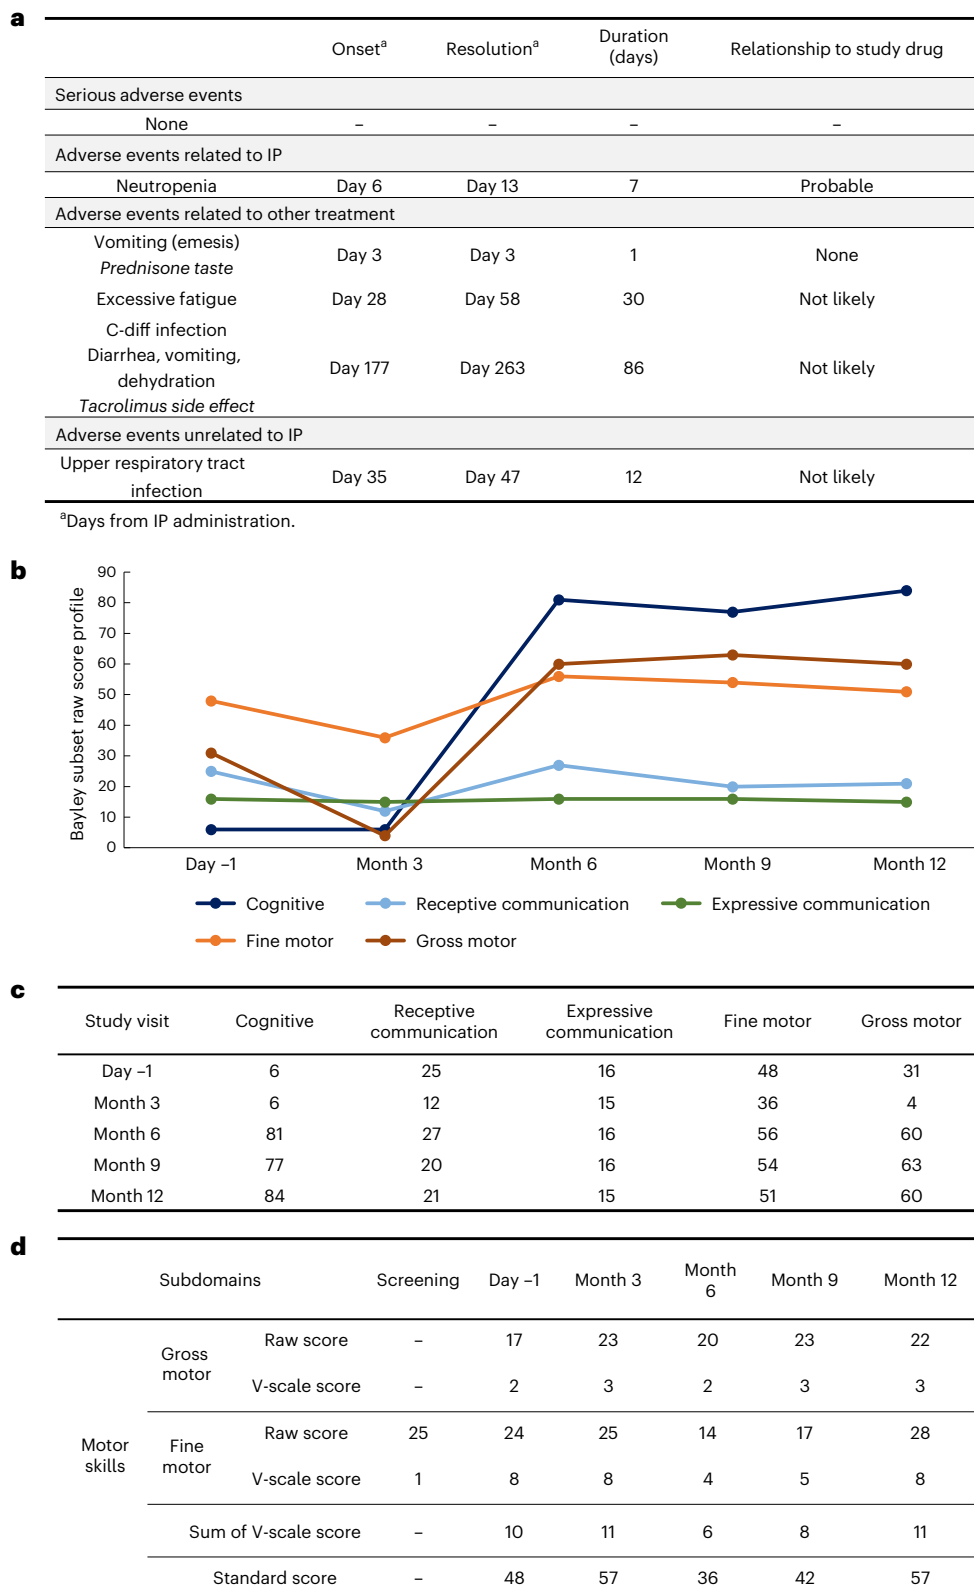 a
Onsetᵃ Resolutionᵃ Duration (days) Relationship to study drug
Serious adverse events
None – – – –
Adverse events related to IP
Neutropenia Day 6 Day 13 7 Probable
Adverse events related to other treatment
Vomiting (emesis)
Prednisone taste
Day 3 Day 3 1 None
Excessive fatigue Day 28 Day 58 30 Not likely
C-diff infection
Diarrhea, vomiting,
dehydration
Tacrolimus side effect
Day 177 Day 263 86 Not likely
Adverse events unrelated to IP
Upper respiratory tract
infection
Day 35 Day 47 12 Not likely
ᵃDays from IP administration.
b
Bayley subset raw score profile
90
80
70
60
50
40
30
20
10
0
Day –1 Month 3 Month 6 Month 9 Month 12
Cognitive Receptive communication Expressive communication
Fine motor Gross motor
c
Study visit Cognitive Receptive communication Expressive communication Fine motor Gross motor
Day –1 6 25 16 48 31
Month 3 6 12 15 36 4
Month 6 81 27 16 56 60
Month 9 77 20 16 54 63
Month 12 84 21 15 51 60
d
Subdomains Screening Day –1 Month 3 Month 6 Month 9 Month 12
Motor skills
Gross motor
Raw score – 17 23 20 23 22
V-scale score – 2 3 2 3 3
Fine motor
Raw score 25 24 25 14 17 28
V-scale score 1 8 8 4 5 8
Sum of V-scale score – 10 11 6 8 11
Standard score – 48 57 36 42 57